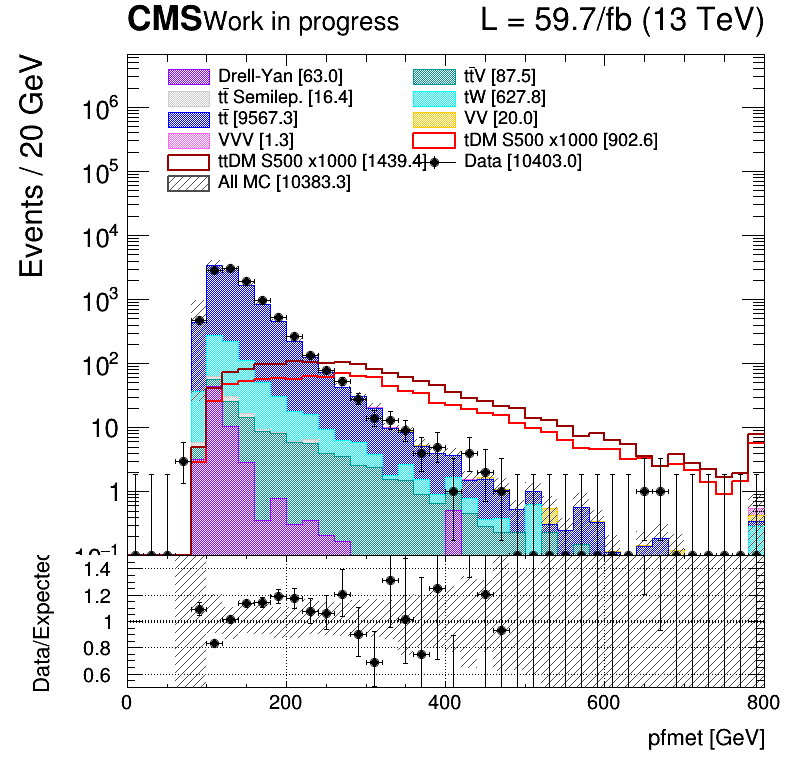 CMS Work in progress L = 59.7/fb (13 TeV)
Events / 20 GeV
Drell-Yan [63.0] tt̄V [87.5]
tt̄ Semilep. [16.4] tW [627.8]
tt̄ [9567.3] VV [20.0]
VVV [1.3] tDM S500 x1000 [902.6]
ttDM S500 x1000 [1439.4] Data [10403.0]
All MC [10383.3]
10⁶
10⁵
10⁴
10³
10²
10
1
10⁻¹
Data/Expected
1.4
1.2
1
0.8
0.6
0 200 400 600 800
pfmet [GeV]